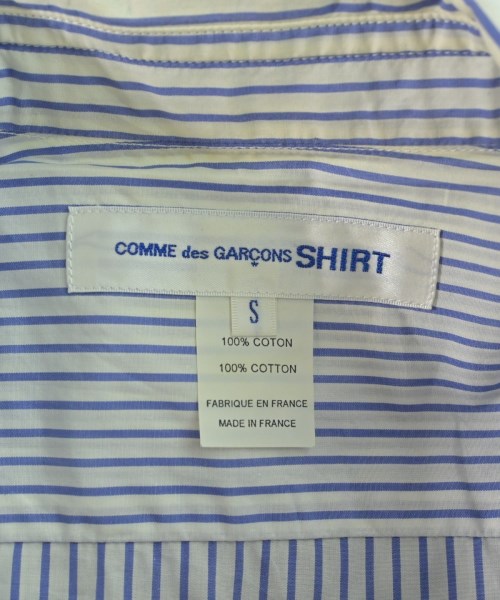 COMME des GARÇONS SHIRT
S
100% COTON
100% COTTON
FABRIQUE EN FRANCE
MADE IN FRANCE